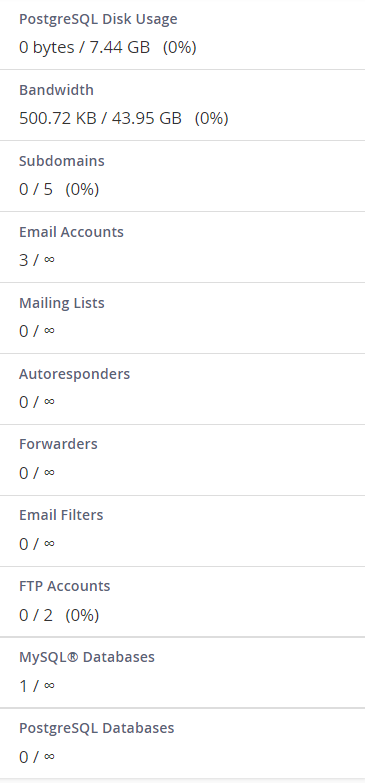 PostgreSQL Disk Usage
0 bytes / 7.44 GB (0%)
Bandwidth
500.72 KB / 43.95 GB (0%)
Subdomains
0 / 5 (0%)
Email Accounts
3 / ∞
Mailing Lists
0 / ∞
Autoresponders
0 / ∞
Forwarders
0 / ∞
Email Filters
0 / ∞
FTP Accounts
0 / 2 (0%)
MySQL® Databases
1 / ∞
PostgreSQL Databases
0 / ∞